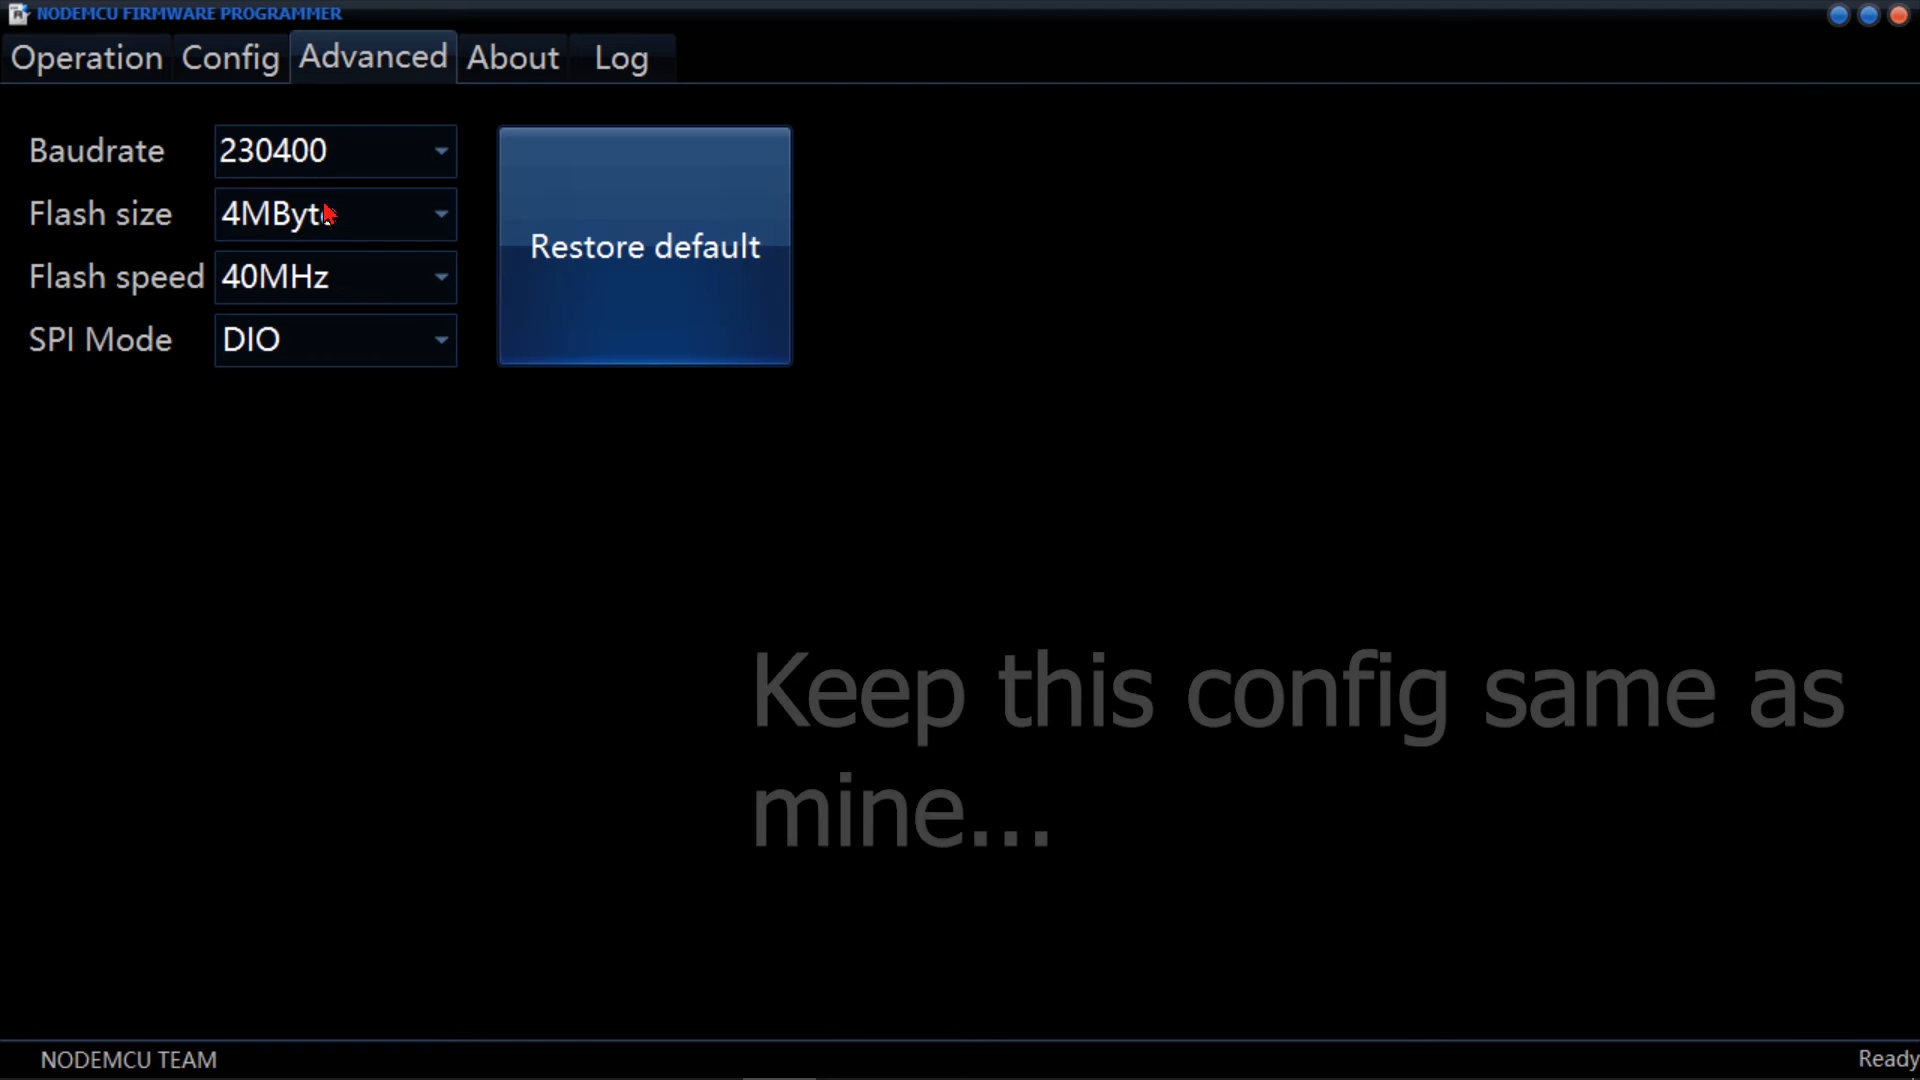 NODEMCU FIRMWARE PROGRAMMER
Operation Config Advanced About Log
Baudrate 230400
Flash size 4MByte
Flash speed 40MHz
SPI Mode DIO
Restore default
Keep this config same as
mine...
NODEMCU TEAM
Ready